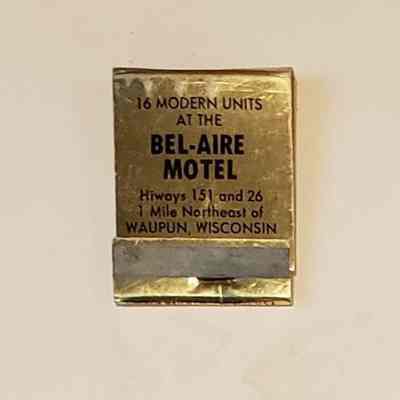 16 MODERN UNITS
AT THE
BEL-AIRE
MOTEL
Hiways 151 and 26
1 Mile Northeast of
WAUPUN, WISCONSIN